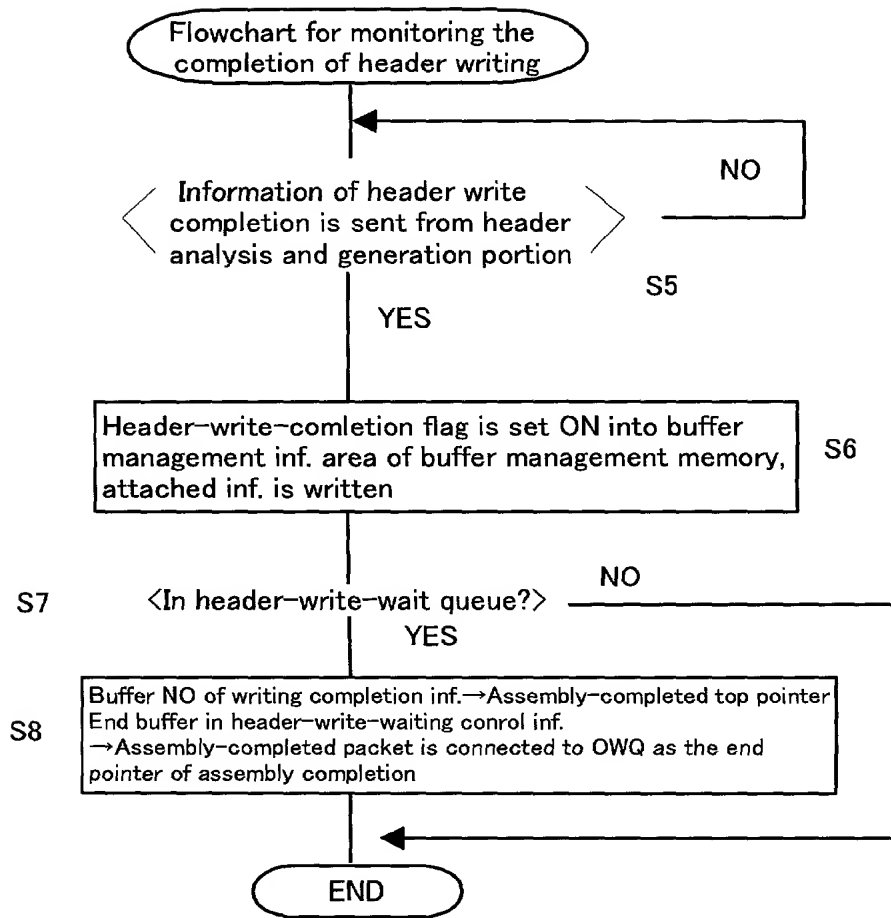 Flowchart for monitoring the
completion of header writing
NO
Information of header write
completion is sent from header
analysis and generation portion
S5
YES
Header-write-comletion flag is set ON into buffer
management inf. area of buffer management memory,
attached inf. is written
S6
NO
S7
<In header-write-wait queue?>
YES
Buffer NO of writing completion inf.→Assembly-completed top pointer
End buffer in header-write-waiting conrol inf.
→Assembly-completed packet is connected to OWQ as the end
pointer of assembly completion
S8
END